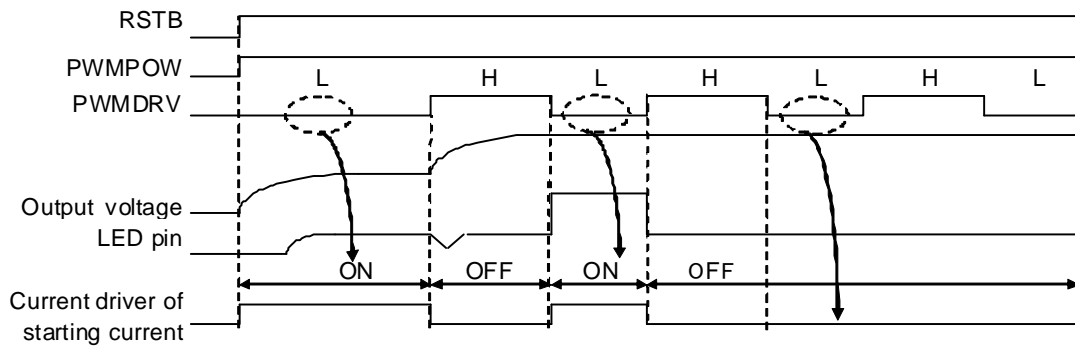 RSTB
PWMPOW
L H L H L H L
PWMDRV
Output voltage
LED pin
ON OFF ON OFF
Current driver of
starting current